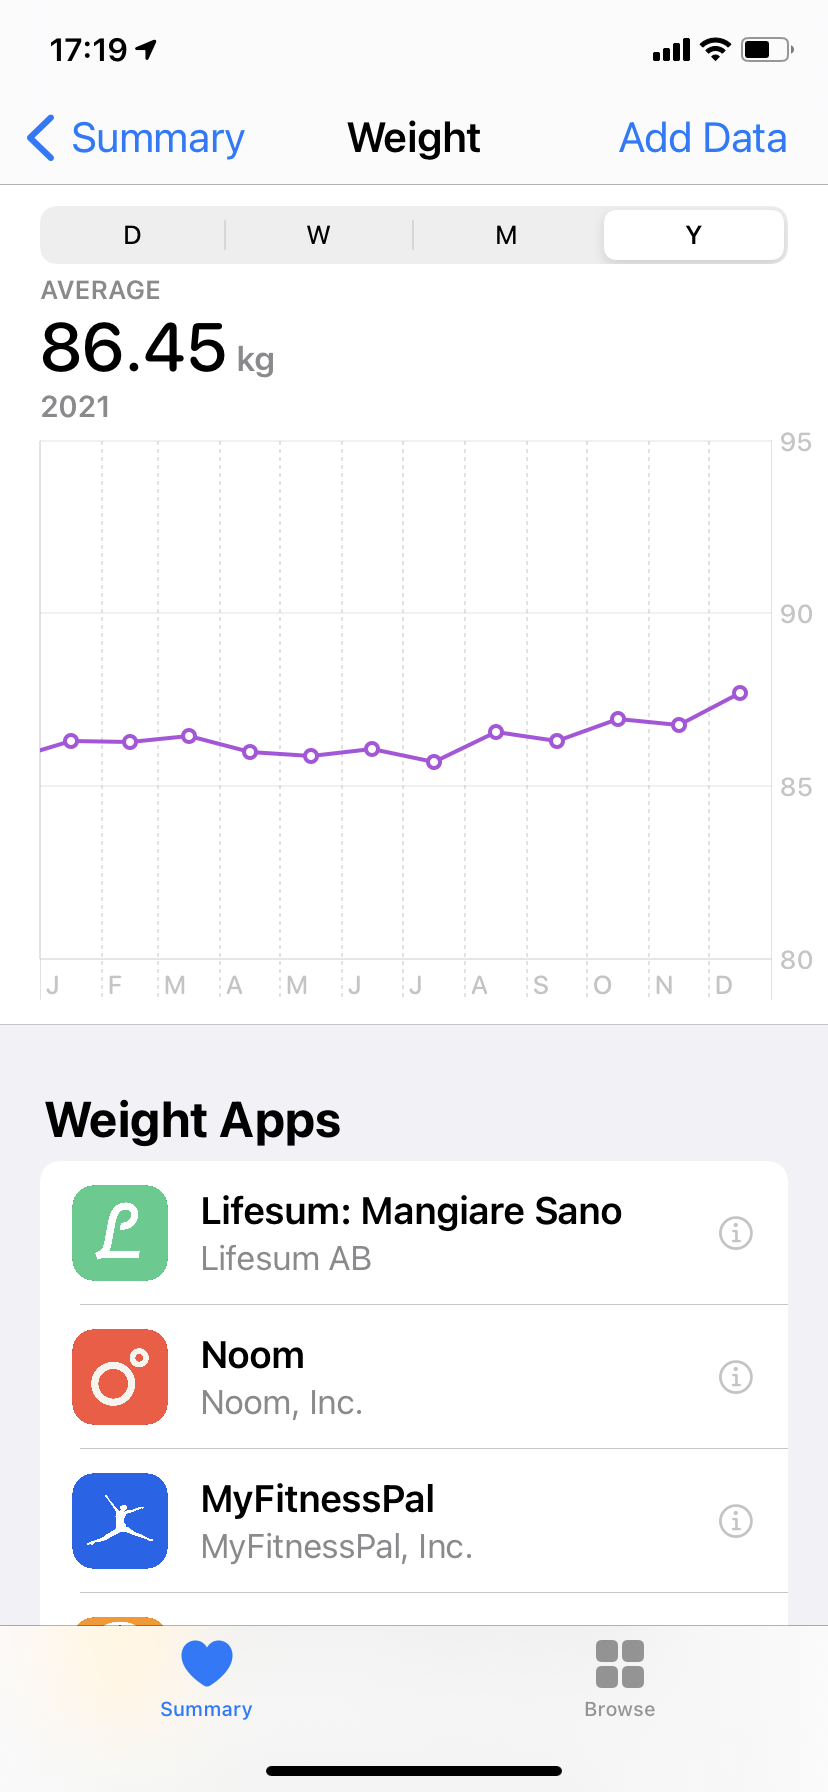 17:19
Summary Weight Add Data
D W M Y
AVERAGE
86.45 kg
2021
95
90
85
80
J F M A M J J A S O N D
Weight Apps
Lifesum: Mangiare Sano
Lifesum AB
Noom
Noom, Inc.
MyFitnessPal
MyFitnessPal, Inc.
Summary Browse